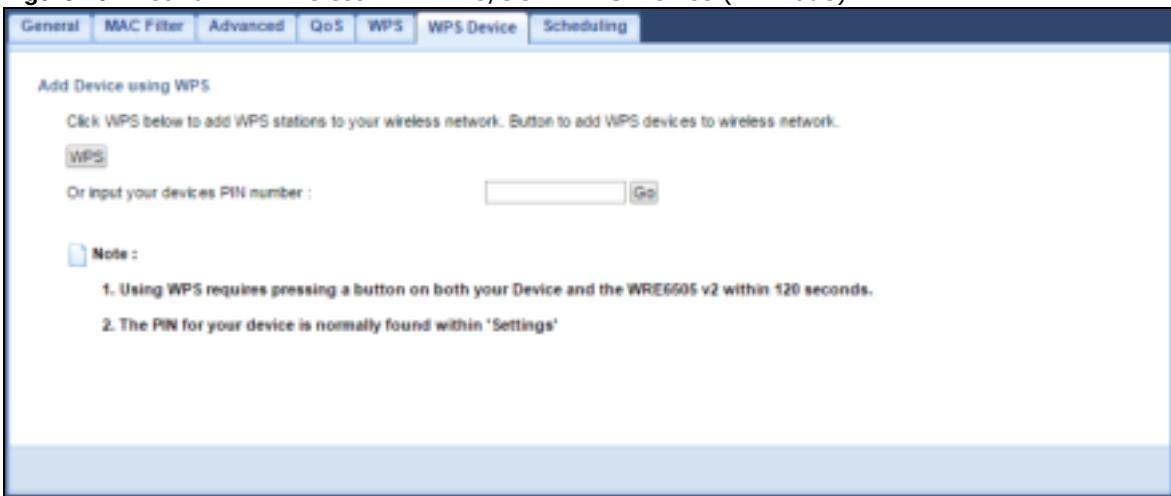 General MAC Filter Advanced QoS WPS WPS Device Scheduling
Add Device using WPS
Click WPS below to add WPS stations to your wireless network. Button to add WPS devices to wireless network.
WPS
Or input your devices PIN number :
Go
Note :
1. Using WPS requires pressing a button on both your Device and the WRE6505 v2 within 120 seconds.
2. The PIN for your device is normally found within 'Settings'